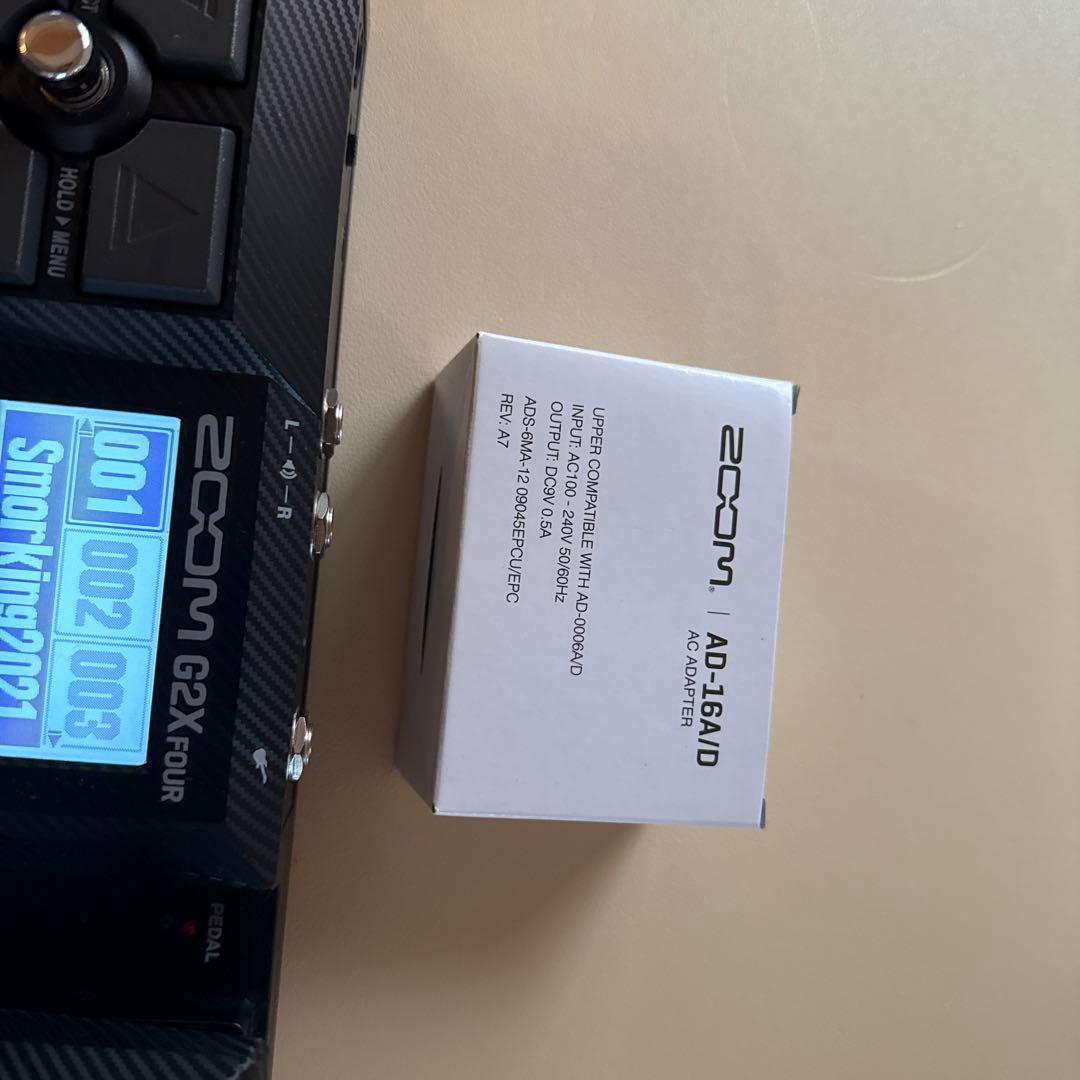 HOLD ▶ MENU
L R
ZOOM G2X FOUR
001 002 003
Smorking2021
PEDAL
ZOOM® | AD-16A/D
AC ADAPTER
UPPER COMPATIBLE WITH AD-0006A/D
INPUT: AC100 - 240V 50/60Hz
OUTPUT: DC9V 0.5A
ADS-6MA-12 09045EPCU/EPC
REV: A7